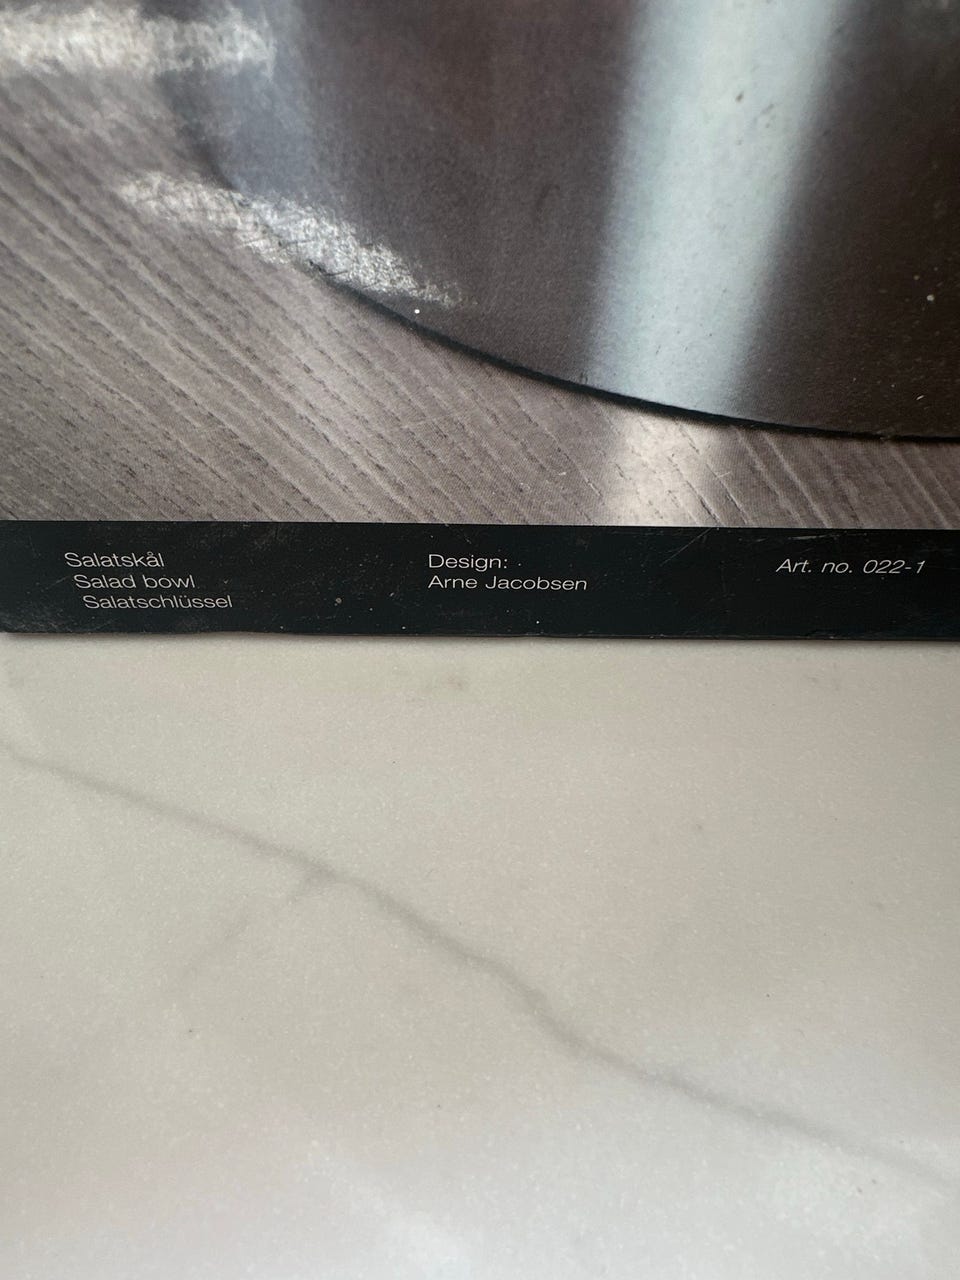 Salatskål
Salad bowl
Salatschlüssel
Design:
Arne Jacobsen
Art. no. 022-1